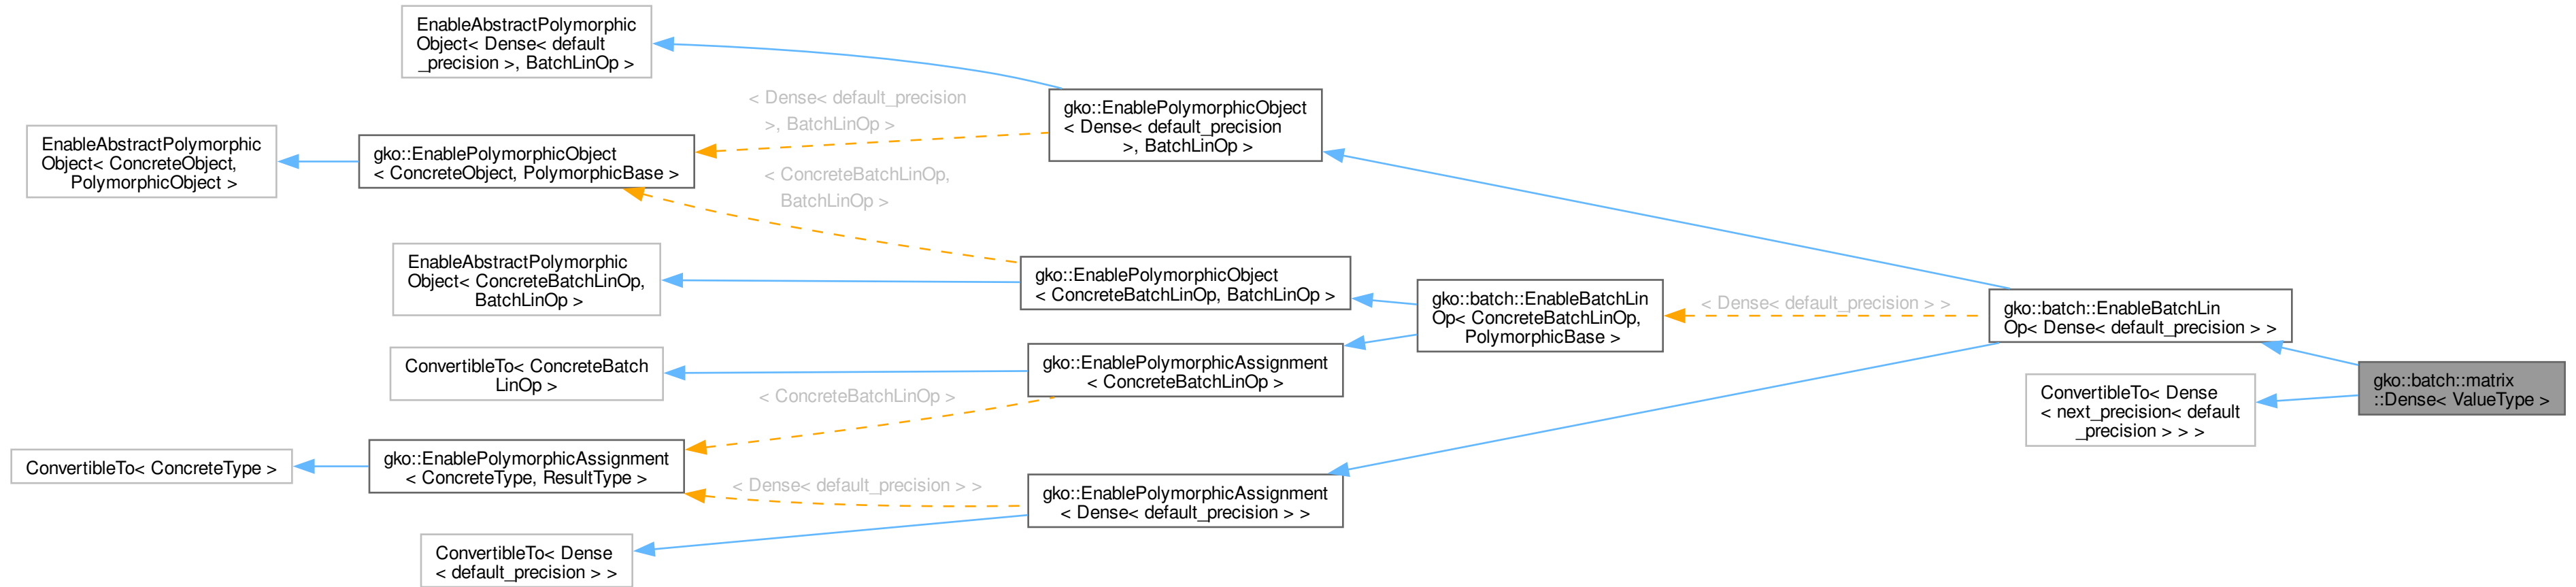 EnableAbstractPolymorphic
Object< Dense< default
_precision >, BatchLinOp >
< Dense< default_precision
>, BatchLinOp >
gko::EnablePolymorphicObject
< Dense< default_precision
>, BatchLinOp >
EnableAbstractPolymorphic
Object< ConcreteObject,
PolymorphicObject >
gko::EnablePolymorphicObject
< ConcreteObject, PolymorphicBase >
< ConcreteBatchLinOp,
BatchLinOp >
EnableAbstractPolymorphic
Object< ConcreteBatchLinOp,
BatchLinOp >
gko::EnablePolymorphicObject
< ConcreteBatchLinOp, BatchLinOp >
gko::batch::EnableBatchLin
Op< ConcreteBatchLinOp,
PolymorphicBase >
< Dense< default_precision > >
gko::batch::EnableBatchLin
Op< Dense< default_precision > >
ConvertibleTo< ConcreteBatch
LinOp >
gko::EnablePolymorphicAssignment
< ConcreteBatchLinOp >
ConvertibleTo< Dense
< next_precision< default
_precision > > >
gko::batch::matrix
::Dense< ValueType >
< ConcreteBatchLinOp >
ConvertibleTo< ConcreteType >
gko::EnablePolymorphicAssignment
< ConcreteType, ResultType >
< Dense< default_precision > >
gko::EnablePolymorphicAssignment
< Dense< default_precision > >
ConvertibleTo< Dense
< default_precision > >